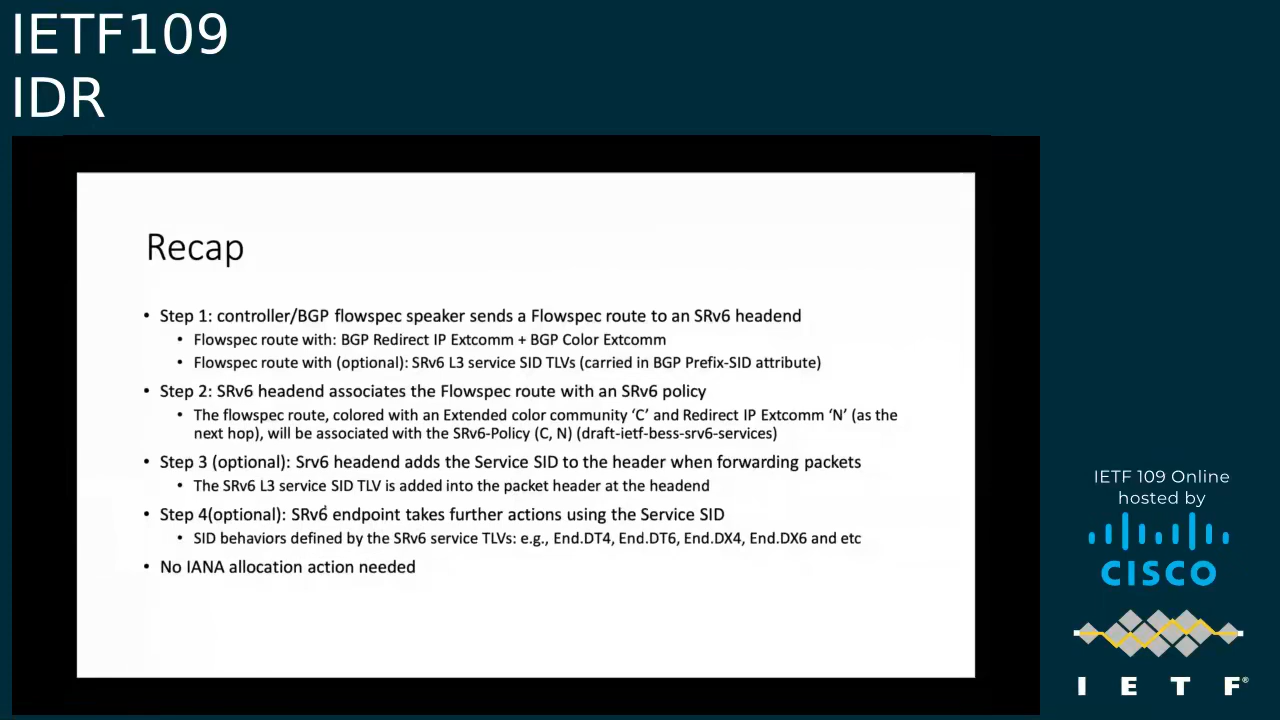 IETF109
IDR
Recap
• Step 1: controller/BGP flowspec speaker sends a Flowspec route to an SRv6 headend
• Flowspec route with: BGP Redirect IP Extcomm + BGP Color Extcomm
• Flowspec route with (optional): SRv6 L3 service SID TLVs (carried in BGP Prefix-SID attribute)
• Step 2: SRv6 headend associates the Flowspec route with an SRv6 policy
• The flowspec route, colored with an Extended color community ‘C’ and Redirect IP Extcomm ‘N’ (as the
next hop), will be associated with the SRv6-Policy (C, N) (draft-ietf-bess-srv6-services)
• Step 3 (optional): Srv6 headend adds the Service SID to the header when forwarding packets
• The SRv6 L3 service SID TLV is added into the packet header at the headend
• Step 4(optional): SRv6 endpoint takes further actions using the Service SID
• SID behaviors defined by the SRv6 service TLVs: e.g., End.DT4, End.DT6, End.DX4, End.DX6 and etc
• No IANA allocation action needed
IETF 109 Online
hosted by
CISCO
I E T F®